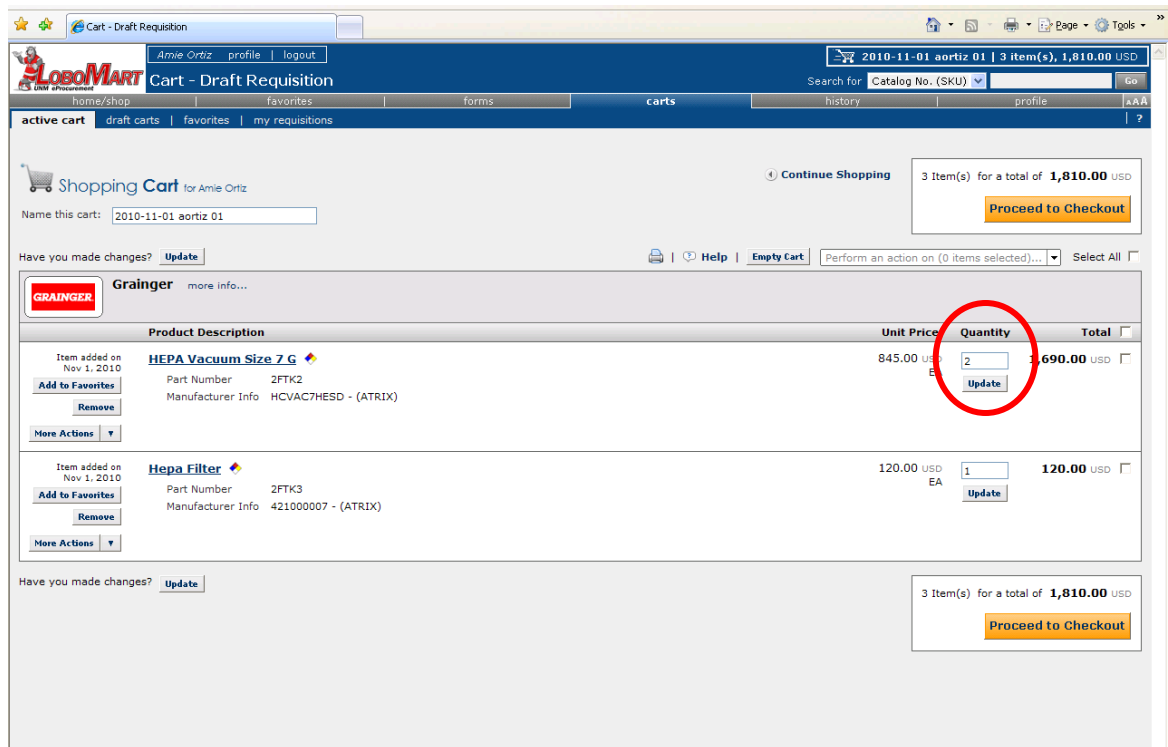 Cart - Draft Requisition
Page
Tools
»
LOBOMART
UNM eProcurement
Amie Ortiz profile | logout
2010-11-01 aortiz 01 | 3 item(s), 1,810.00 USD
Cart - Draft Requisition
Search for Catalog No. (SKU) Go
home/shop | favorites | forms carts history | profile AAA
active cart draft carts | favorites | my requisitions | ?
Shopping Cart for Amie Ortiz
Continue Shopping
3 Item(s) for a total of 1,810.00 USD
Proceed to Checkout
Name this cart: 2010-11-01 aortiz 01
Have you made changes? Update | Help | Empty Cart Perform an action on (0 items selected)... Select All
GRAINGER
Grainger more info...
Product Description Unit Price Quantity Total
Item added on
Nov 1, 2010
Add to Favorites
Remove
More Actions
HEPA Vacuum Size 7 G
Part Number 2FTK2
Manufacturer Info HCVAC7HESD - (ATRIX)
845.00 USD 2 1,690.00 USD
EA Update
Item added on
Nov 1, 2010
Add to Favorites
Remove
More Actions
Hepa Filter
Part Number 2FTK3
Manufacturer Info 421000007 - (ATRIX)
120.00 USD 1 120.00 USD
EA Update
Have you made changes? Update
3 Item(s) for a total of 1,810.00 USD
Proceed to Checkout